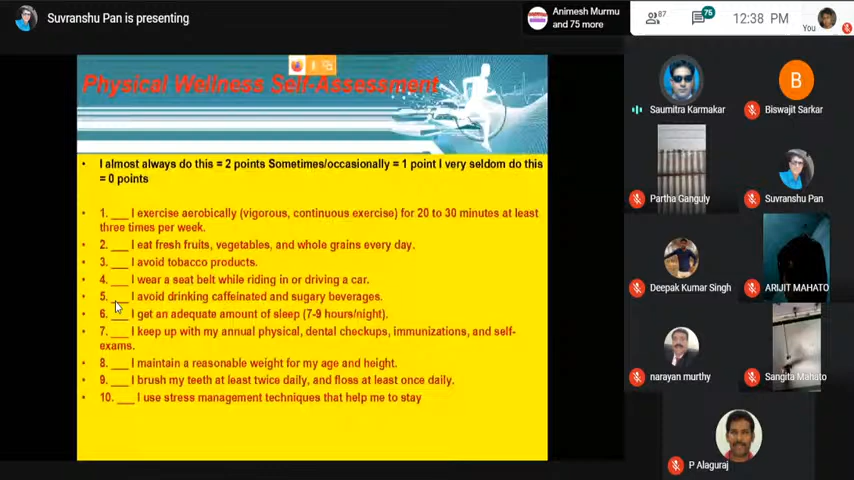 Suvranshu Pan is presenting
Animesh Murmu
and 75 more
87
76
12:38 PM
You
Physical Wellness Self-Assessment
• I almost always do this = 2 points Sometimes/occasionally = 1 point I very seldom do this
= 0 points
• 1. ___ I exercise aerobically (vigorous, continuous exercise) for 20 to 30 minutes at least
three times per week.
• 2. ___ I eat fresh fruits, vegetables, and whole grains every day.
• 3. ___ I avoid tobacco products.
• 4. ___ I wear a seat belt while riding in or driving a car.
• 5. ___ I avoid drinking caffeinated and sugary beverages.
• 6. ___ I get an adequate amount of sleep (7-9 hours/night).
• 7. ___ I keep up with my annual physical, dental checkups, immunizations, and self-
exams.
• 8. ___ I maintain a reasonable weight for my age and height.
• 9. ___ I brush my teeth at least twice daily, and floss at least once daily.
• 10. ___ I use stress management techniques that help me to stay
Saumitra Karmakar
B
Biswajit Sarkar
Partha Ganguly
Suvranshu Pan
Deepak Kumar Singh
ARIJIT MAHATO
narayan murthy
Sangita Mahato
P Alaguraj